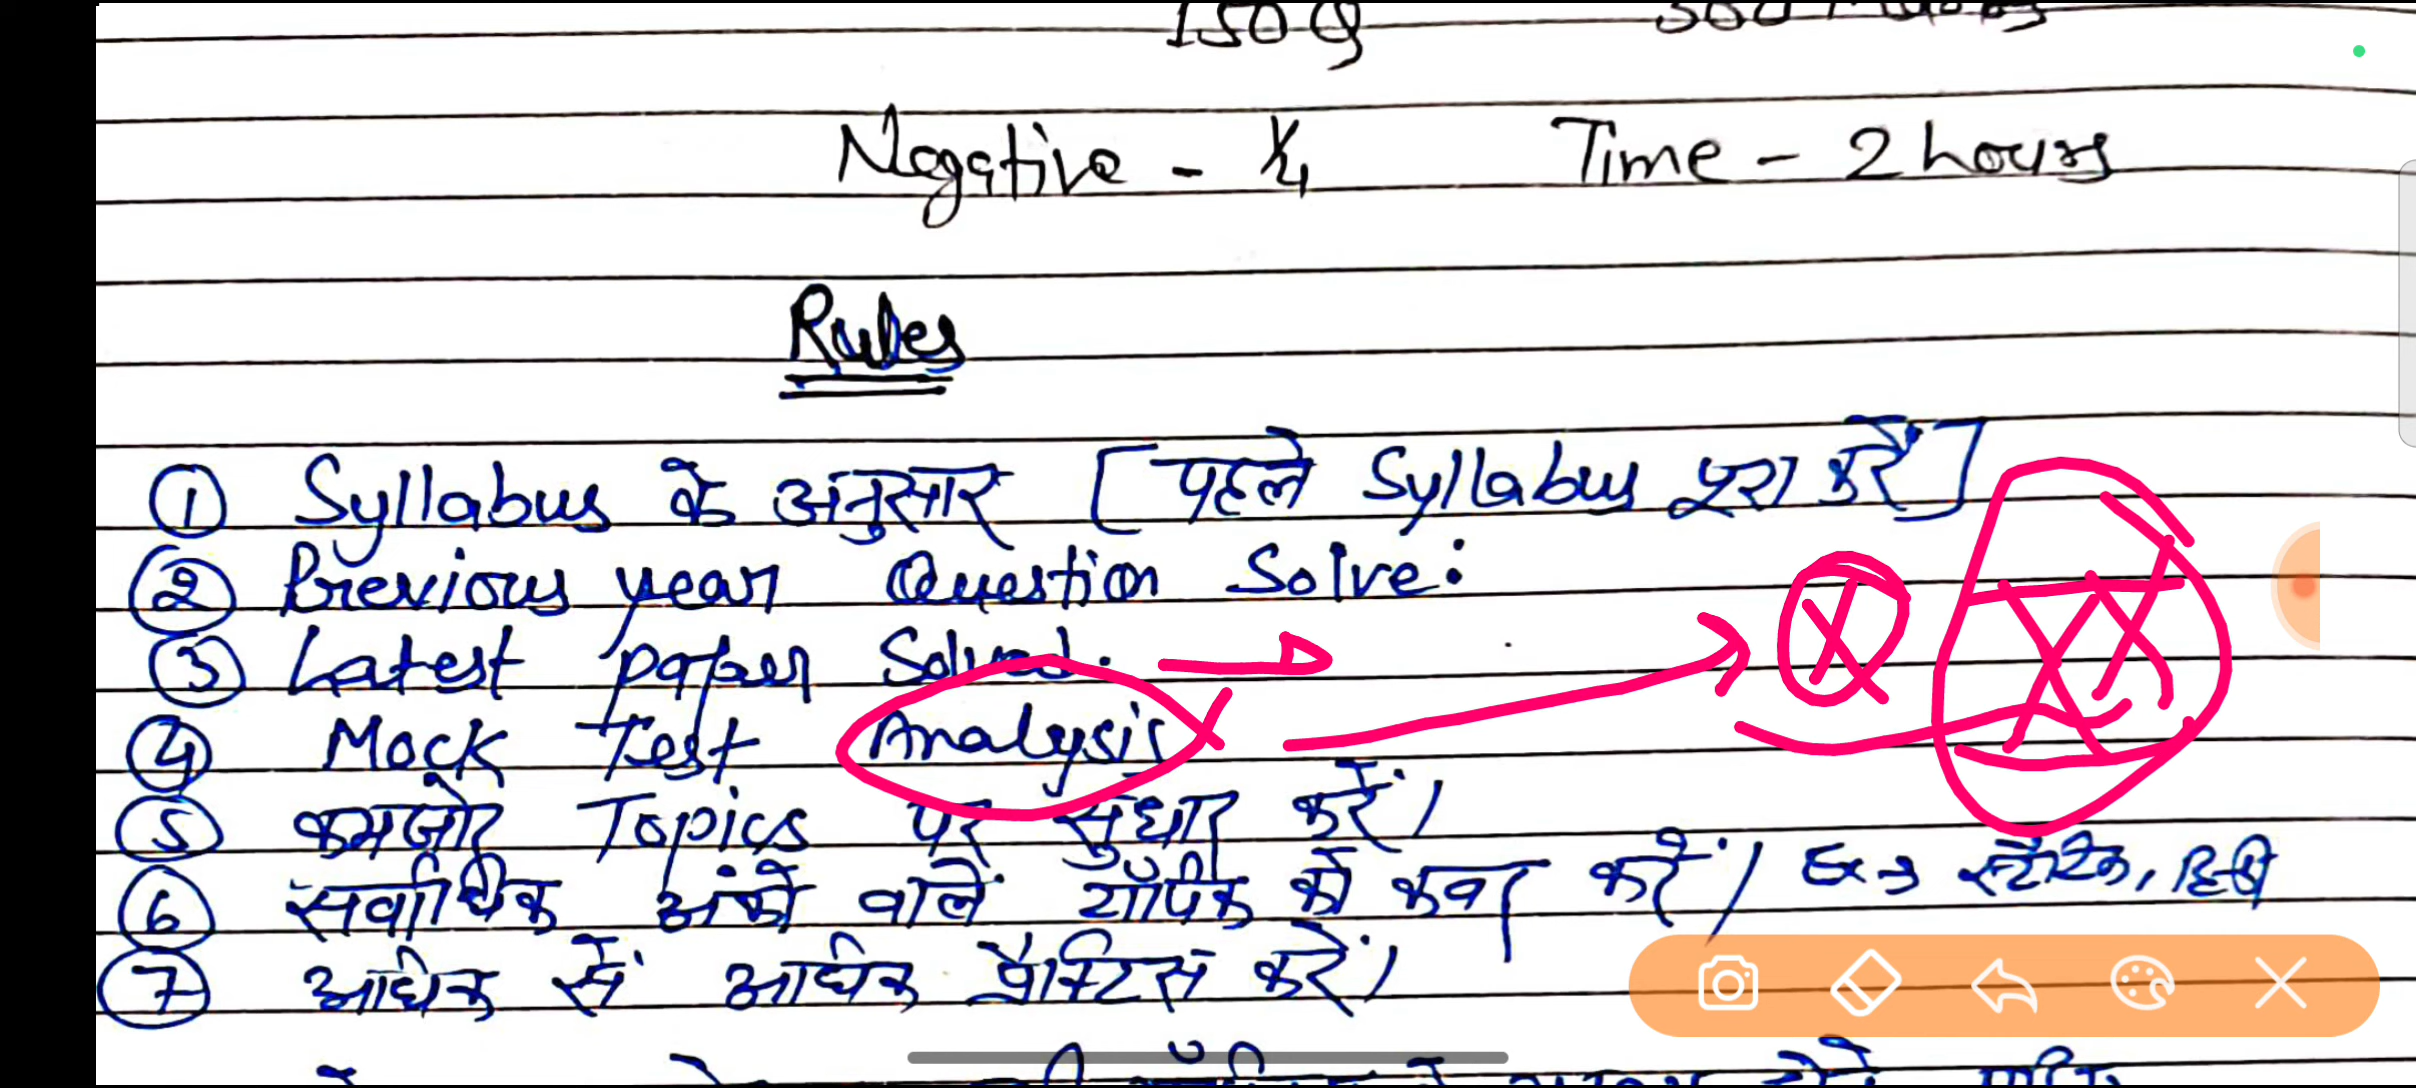 150 Q 300 Marks
Negative - 1/4 Time - 2 hours
Rules
① Syllabus के अनुसार [पहले Syllabus पूरा करें]
② Previous year Question Solve:
③ Latest paper Solved.
④ Mock Test Analysis
⑤ कमजोर Topics पर सुधार करें।
⑥ सर्वाधिक अंको वाले टॉपिक को कवर करें। Ex → स्टैटिक, हिन्दी
⑦ अधिक से अधिक प्रैक्टिस करें।